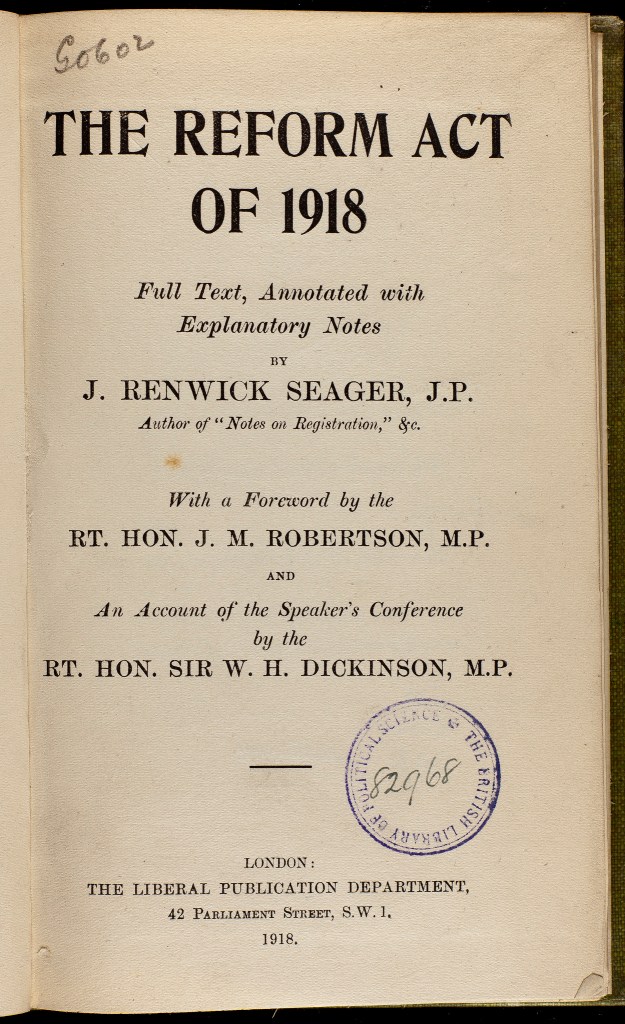 G0602
THE REFORM ACT
OF 1918
Full Text, Annotated with
Explanatory Notes
BY
J. RENWICK SEAGER, J.P.
Author of "Notes on Registration," &c.
With a Foreword by the
RT. HON. J. M. ROBERTSON, M.P.
AND
An Account of the Speaker's Conference
by the
RT. HON. SIR W. H. DICKINSON, M.P.
THE BRITISH LIBRARY OF POLITICAL SCIENCE
82968
LONDON:
THE LIBERAL PUBLICATION DEPARTMENT,
42 PARLIAMENT STREET, S.W. 1.
1918.